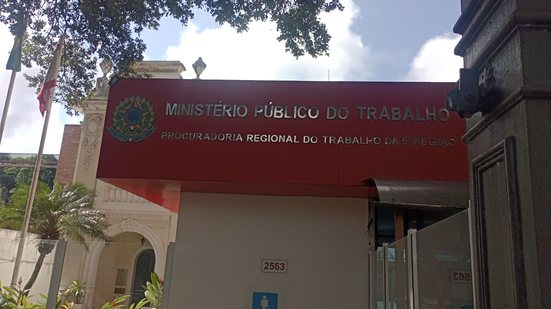 MINISTÉRIO PÚBLICO DO TRABALHO
PROCURADORIA REGIONAL DO TRABALHO DA 5ª REGIÃO
2563